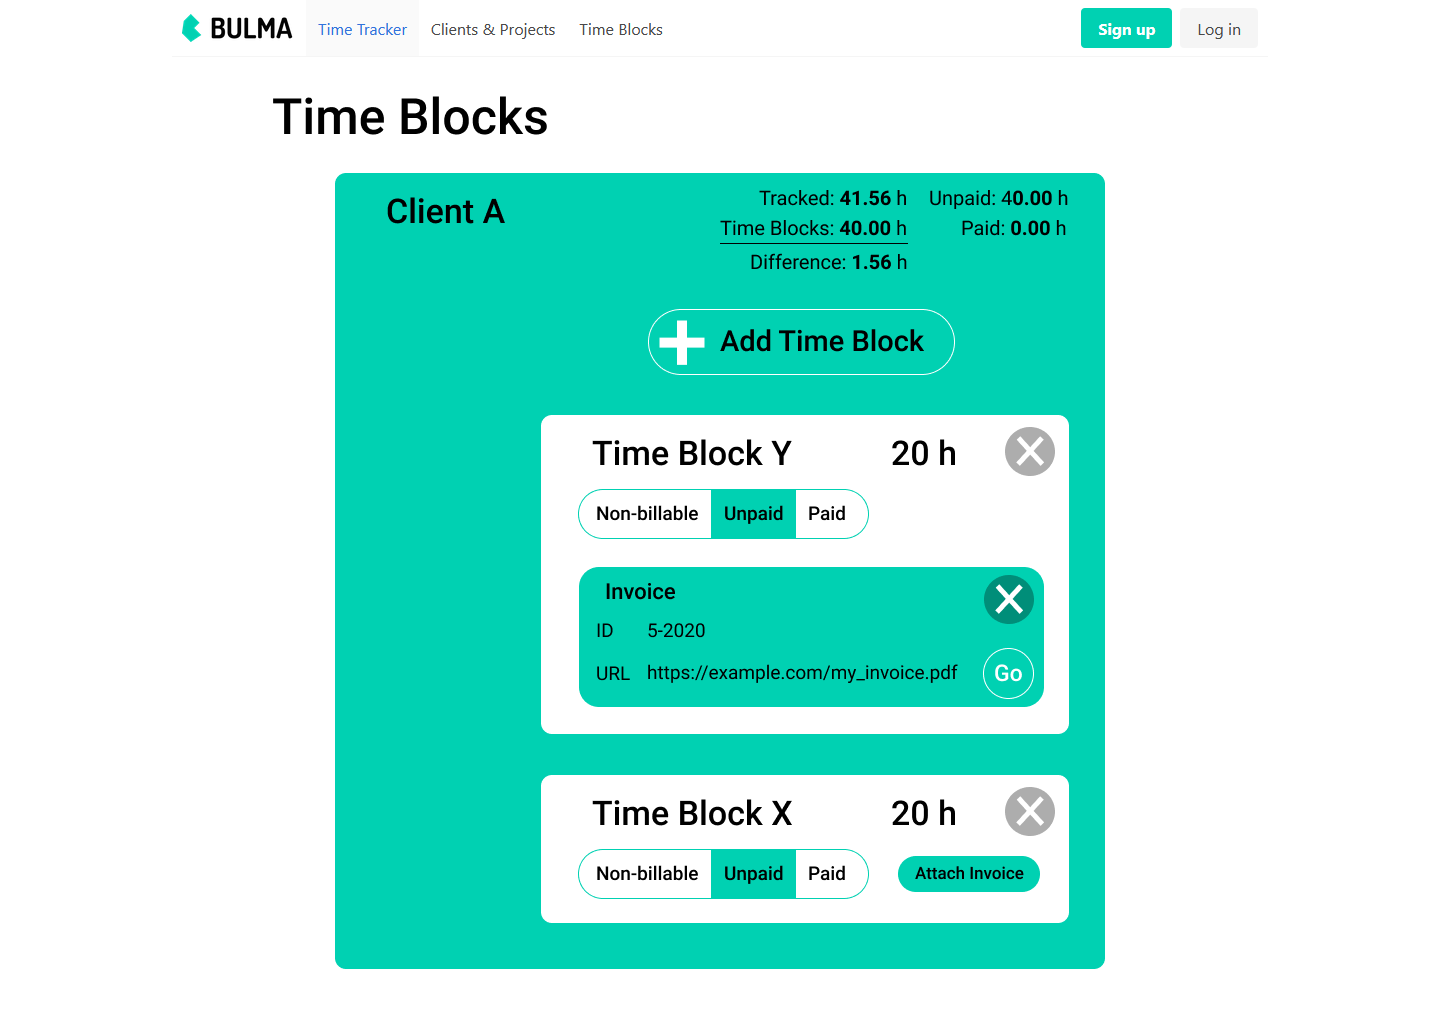 BULMA
Time Tracker
Clients & Projects
Time Blocks
Sign up
Log in
Time Blocks
Client A
Tracked: 41.56 h
Unpaid: 40.00 h
Time Blocks: 40.00 h
Paid: 0.00 h
Difference: 1.56 h
Add Time Block
Time Block Y
20 h
Non-billable
Unpaid
Paid
Invoice
ID
5-2020
URL
https://example.com/my_invoice.pdf
Go
Time Block X
20 h
Non-billable
Unpaid
Paid
Attach Invoice